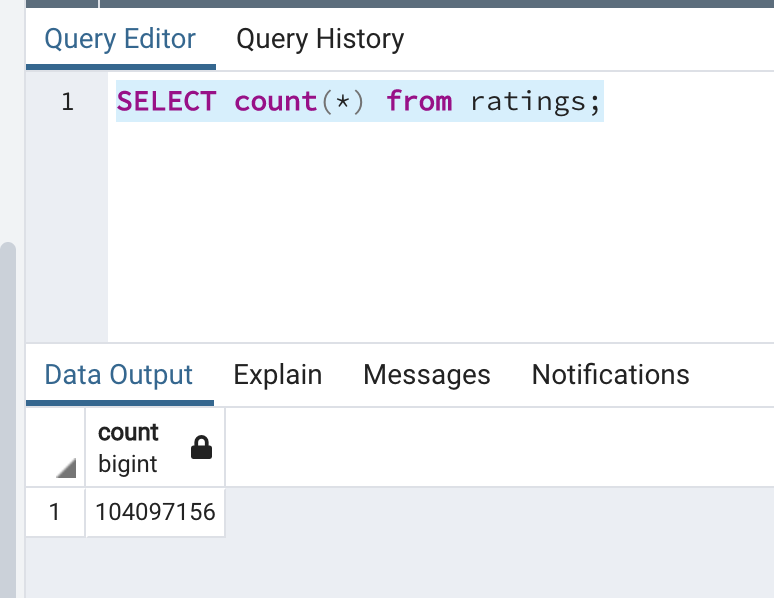 Query Editor Query History
1 SELECT count(*) from ratings;
Data Output Explain Messages Notifications
count
bigint
1 104097156